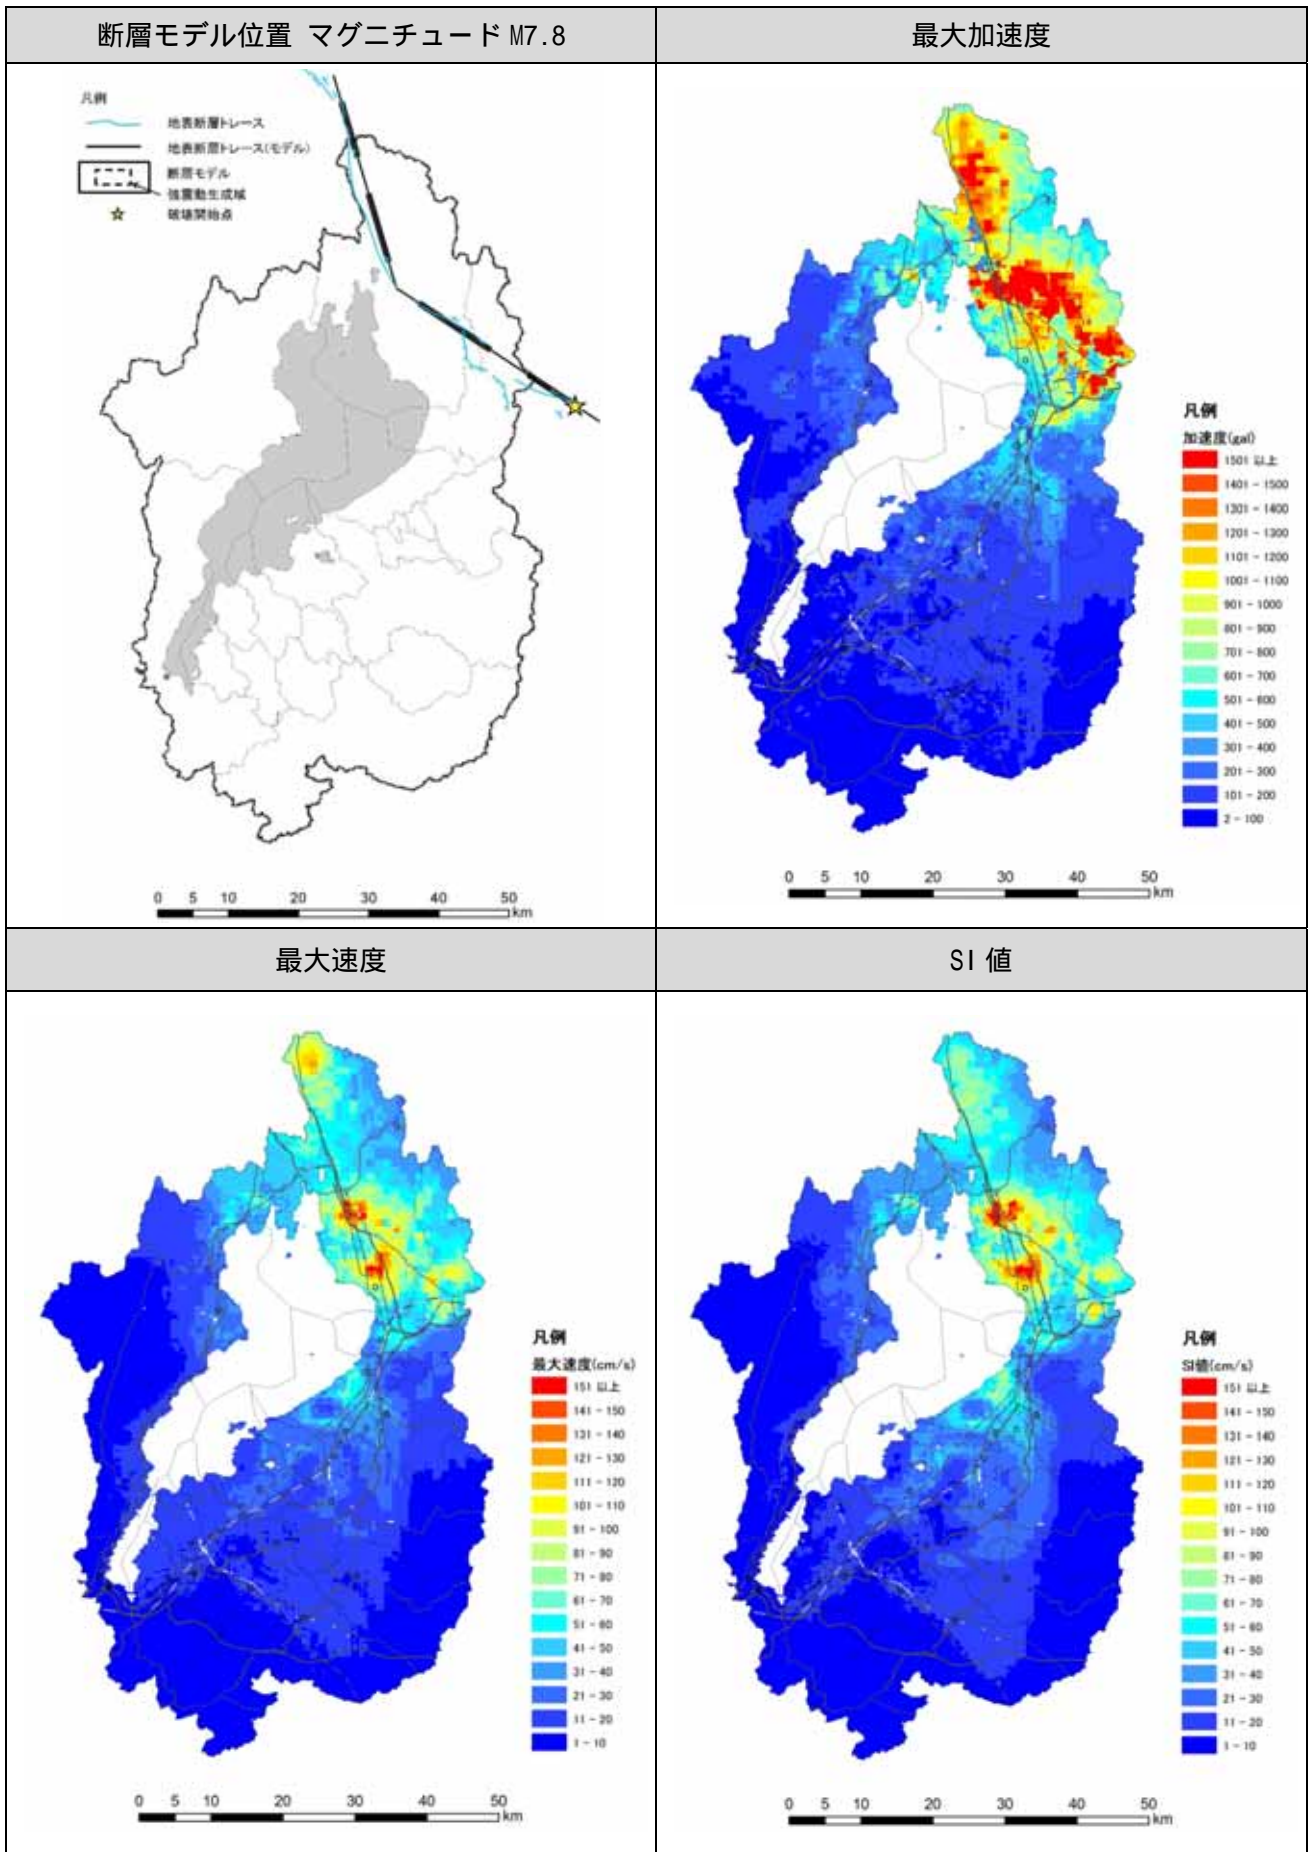 断層モデル位置 マグニチュード M7.8
凡例
地表断層トレース
地表断層トレース(モデル)
断層モデル
強震動生成域
破壊開始点
0 5 10 20 30 40 50
km
最大加速度
凡例
加速度(gal)
1501 以上
1401 - 1500
1301 - 1400
1201 - 1300
1101 - 1200
1001 - 1100
901 - 1000
801 - 900
701 - 800
601 - 700
501 - 600
401 - 500
301 - 400
201 - 300
101 - 200
2 - 100
0 5 10 20 30 40 50
km
最大速度
凡例
最大速度(cm/s)
151 以上
141 - 150
131 - 140
121 - 130
111 - 120
101 - 110
91 - 100
81 - 90
71 - 80
61 - 70
51 - 60
41 - 50
31 - 40
21 - 30
11 - 20
1 - 10
0 5 10 20 30 40 50
km
SI 値
凡例
SI値(cm/s)
151 以上
141 - 150
131 - 140
121 - 130
111 - 120
101 - 110
91 - 100
81 - 90
71 - 80
61 - 70
51 - 60
41 - 50
31 - 40
21 - 30
11 - 20
1 - 10
0 5 10 20 30 40 50
km